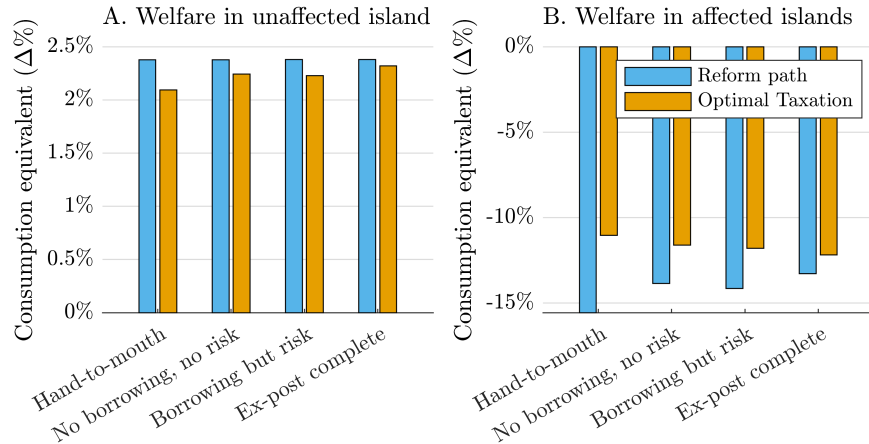 A. Welfare in unaffected island
Consumption equivalent (Δ%)
2.5%
2%
1.5%
1%
0.5%
0%
Hand-to-mouth
No borrowing, no risk
Borrowing but risk
Ex-post complete
B. Welfare in affected islands
Consumption equivalent (Δ%)
0%
-5%
-10%
-15%
Reform path
Optimal Taxation
Hand-to-mouth
No borrowing, no risk
Borrowing but risk
Ex-post complete